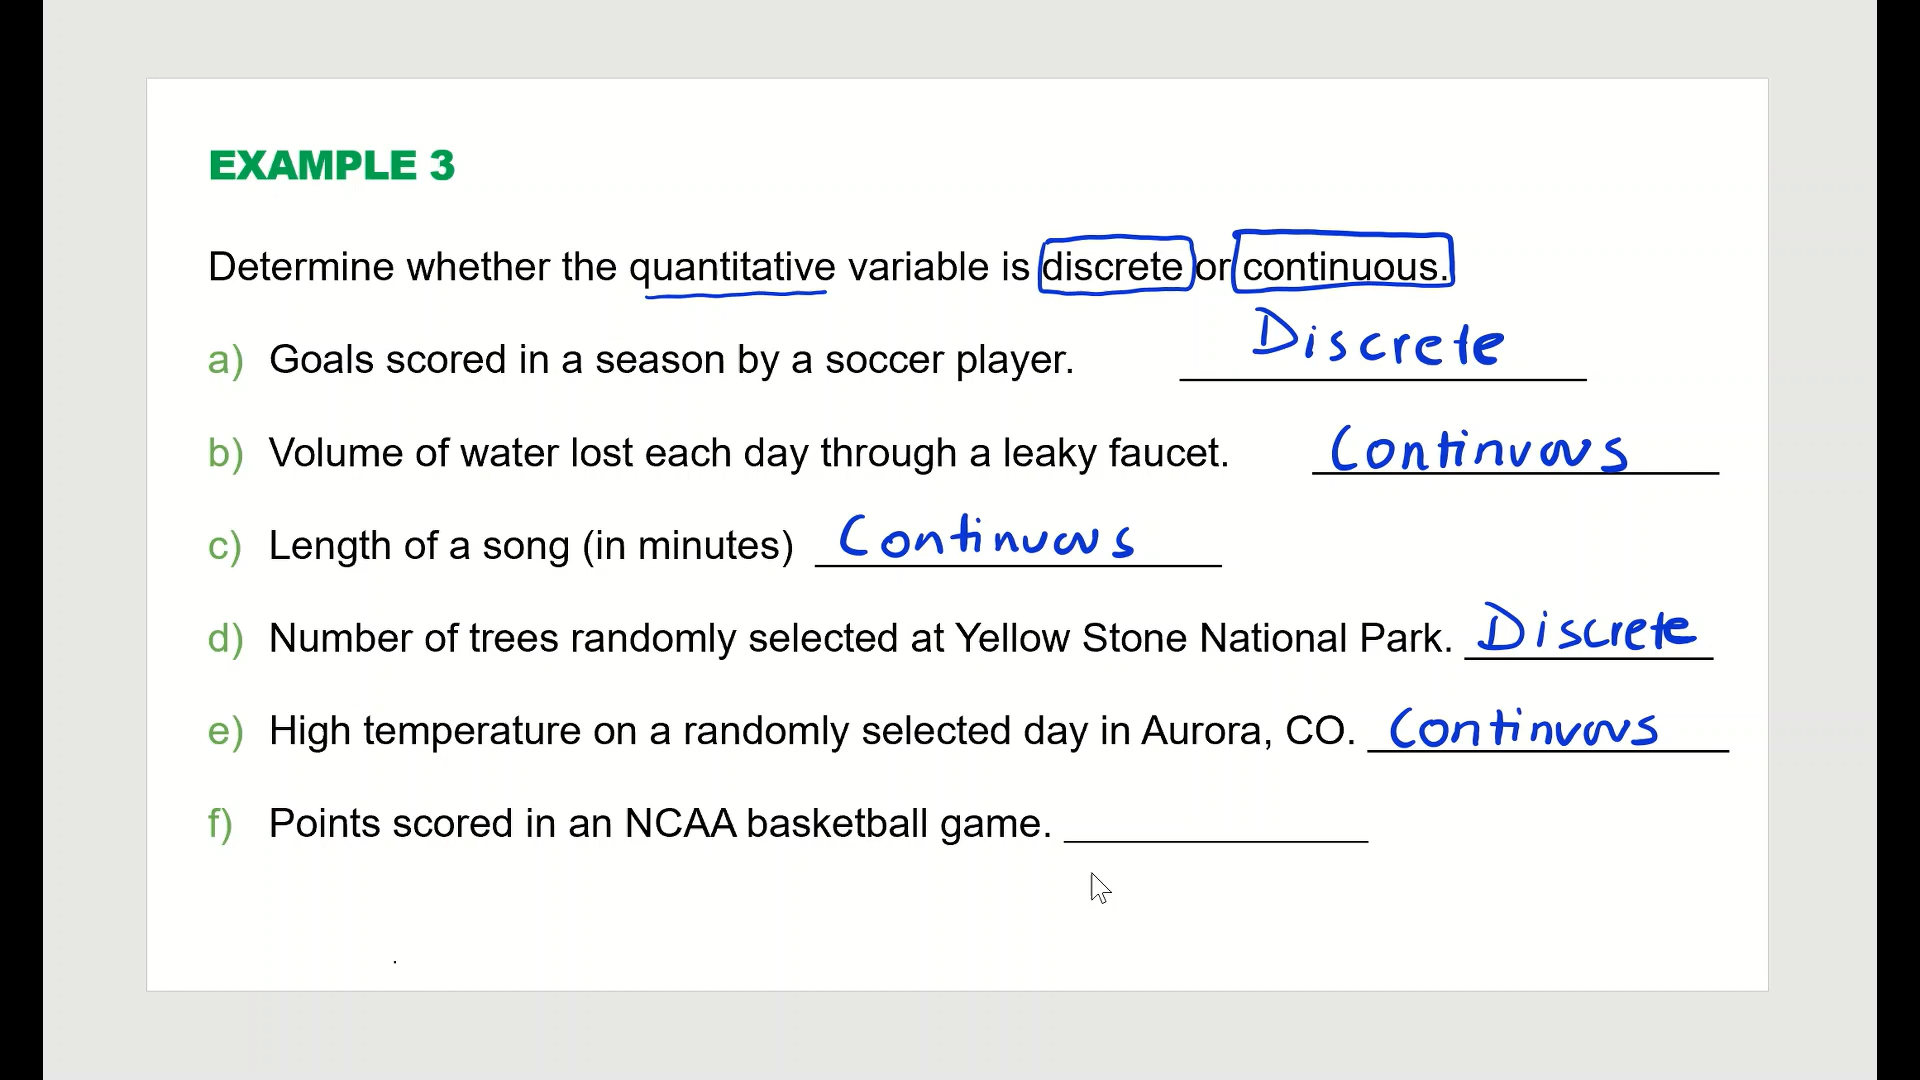 EXAMPLE 3
Determine whether the quantitative variable is discrete or continuous.
a) Goals scored in a season by a soccer player. Discrete
b) Volume of water lost each day through a leaky faucet. Continuous
c) Length of a song (in minutes) Continuous
d) Number of trees randomly selected at Yellow Stone National Park. Discrete
e) High temperature on a randomly selected day in Aurora, CO. Continuous
f) Points scored in an NCAA basketball game.